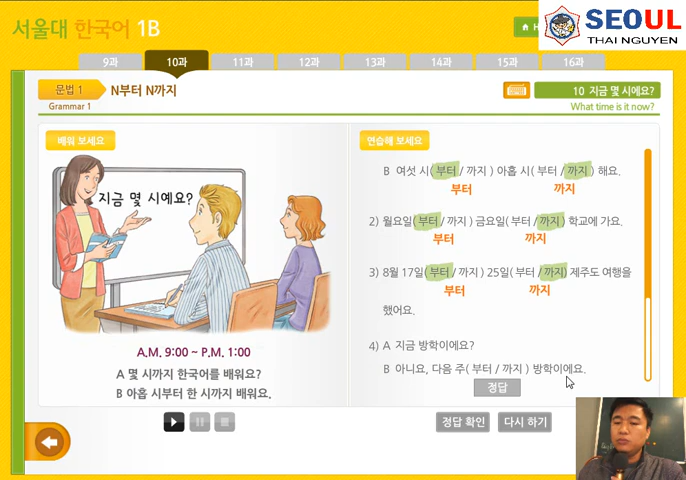 서울대 한국어 1B
H
SEOUL
THAI NGUYEN
9과 10과 11과 12과 13과 14과 15과 16과
문법 1
Grammar 1
N부터 N까지
10 지금 몇 시예요?
What time is it now?
배워 보세요
지금 몇 시예요?
A.M. 9:00 ~ P.M. 1:00
A 몇 시까지 한국어를 배워요?
B 아홉 시부터 한 시까지 배워요.
연습해 보세요
B 여섯 시( 부터 / 까지 ) 아홉 시( 부터 / 까지 ) 해요.
부터 까지
2) 월요일( 부터 / 까지 ) 금요일( 부터 / 까지 ) 학교에 가요.
부터 까지
3) 8월 17일( 부터 / 까지 ) 25일( 부터 / 까지 ) 제주도 여행을
부터 까지
했어요.
4) A 지금 방학이에요?
B 아니요, 다음 주( 부터 / 까지 ) 방학이에요.
정답
정답 확인 다시 하기